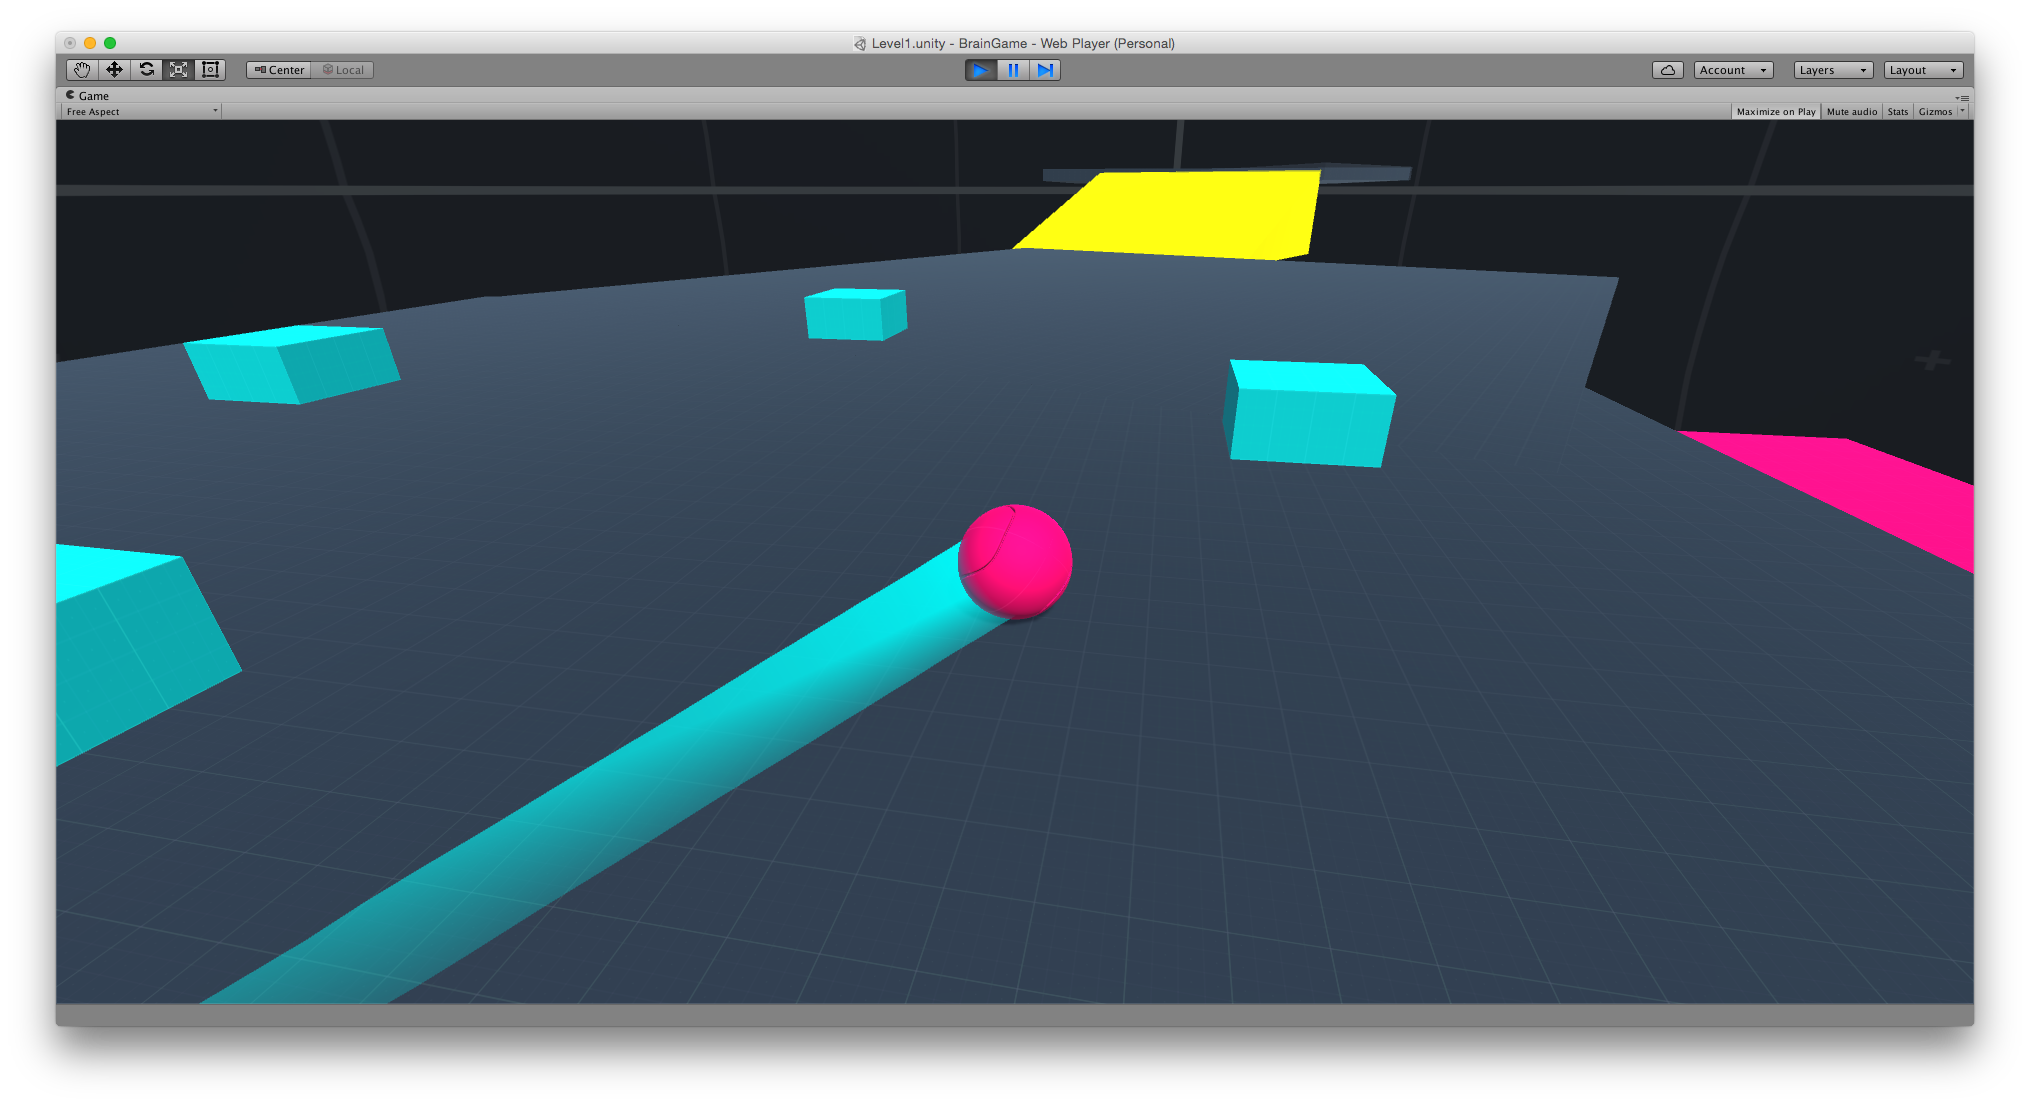 Level1.unity - BrainGame - Web Player (Personal)
Center Local Account Layers Layout
Game
Free Aspect Maximize on Play Mute audio Stats Gizmos